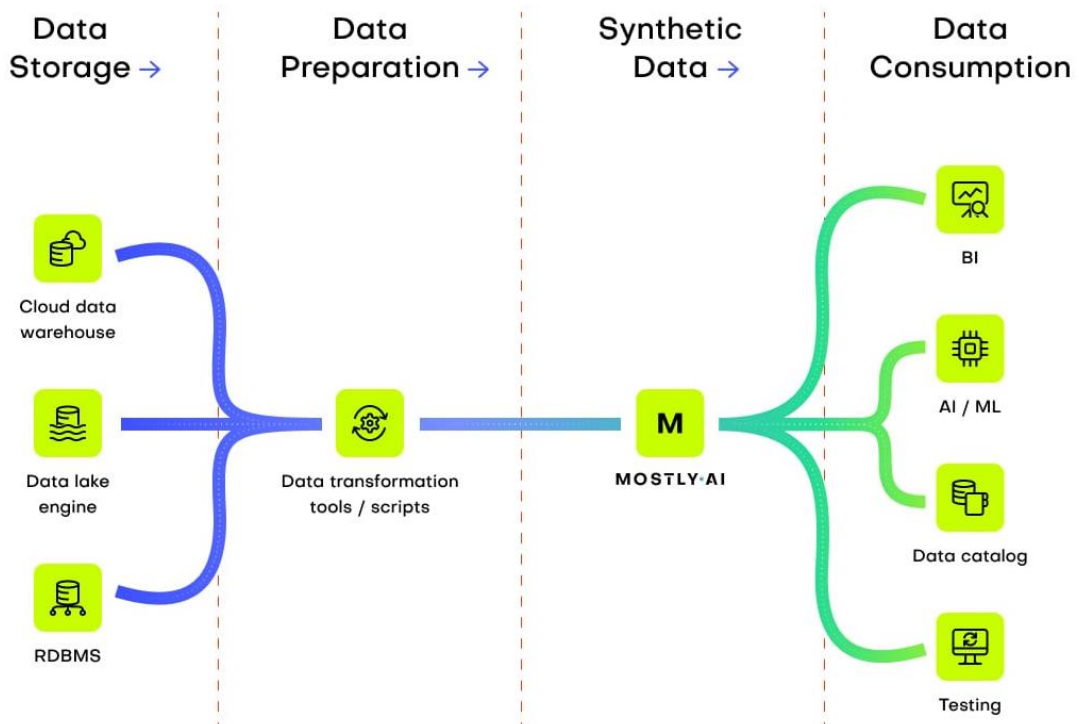 Data
Storage →
Data
Preparation →
Synthetic
Data →
Data
Consumption
Cloud data
warehouse
Data lake
engine
RDBMS
Data transformation
tools / scripts
M
MOSTLY·AI
BI
AI / ML
Data catalog
Testing